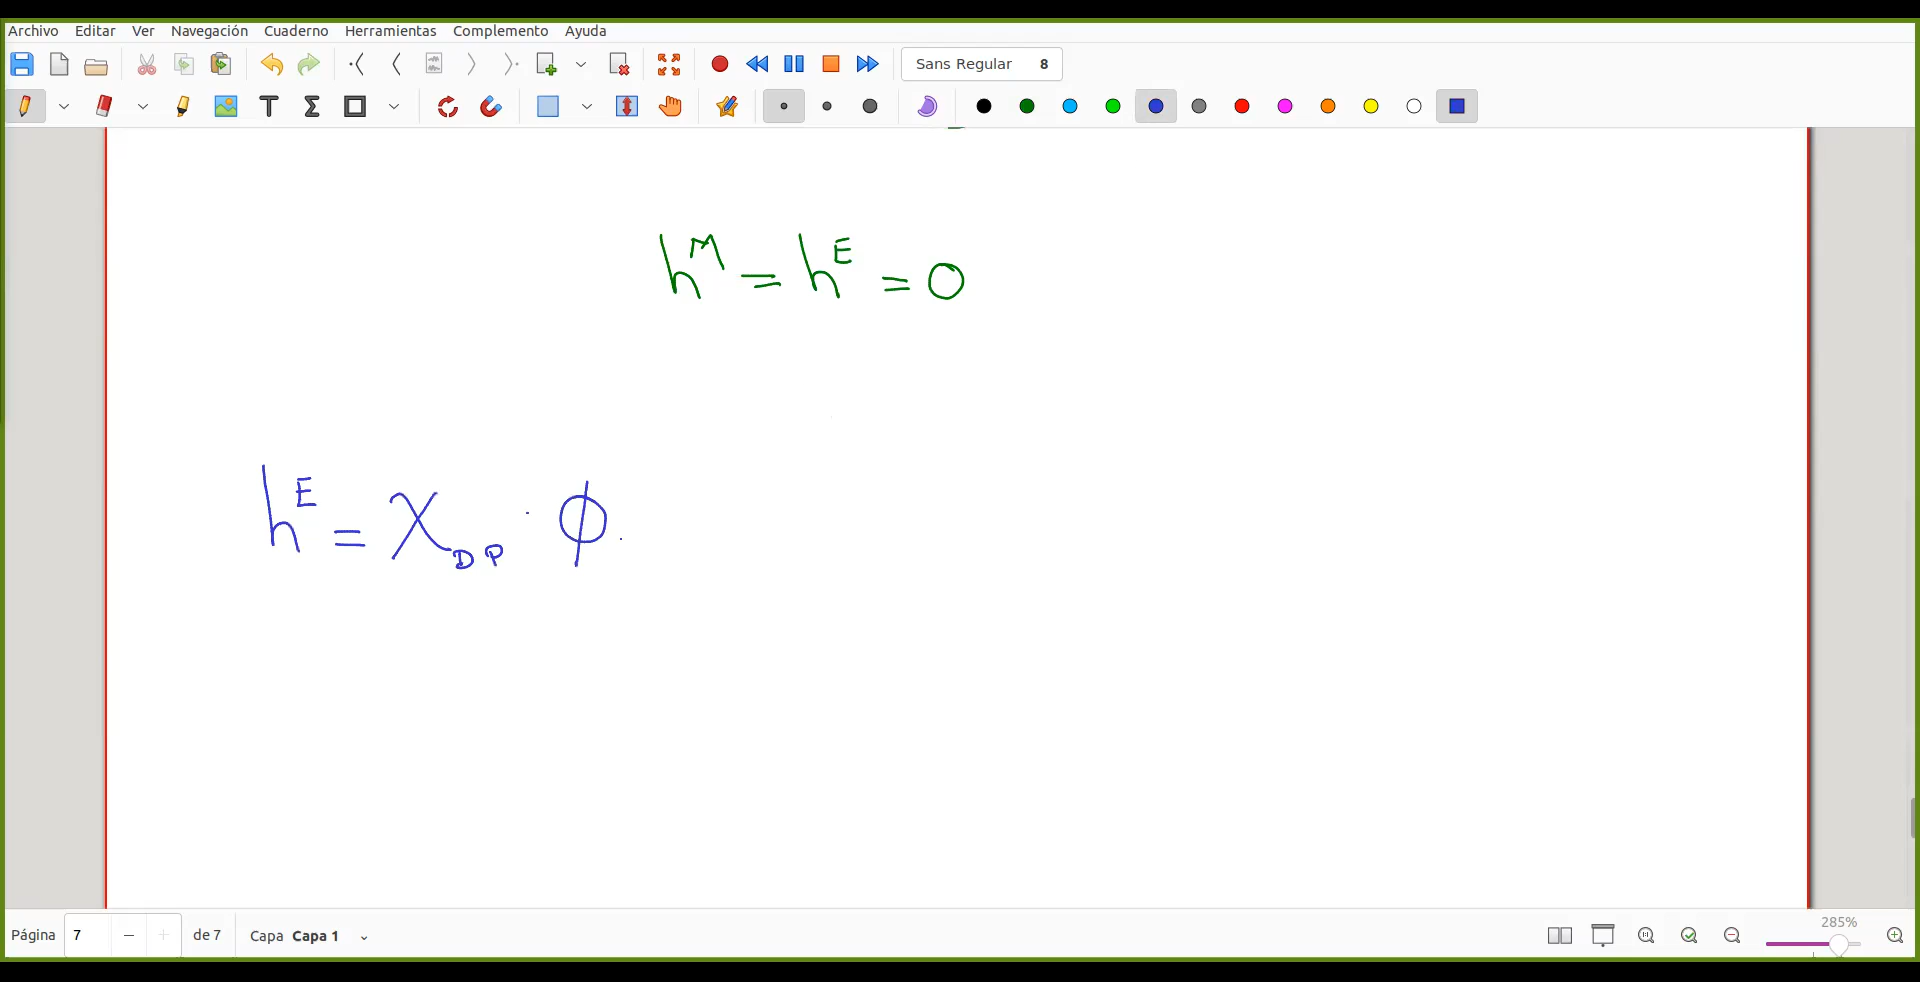 Archivo Editar Ver Navegación Cuaderno Herramientas Complemento Ayuda
Sans Regular 8
h^M = h^E = 0
h^E = χ_DP · ϕ.
Página 7 de 7 Capa Capa 1 285%